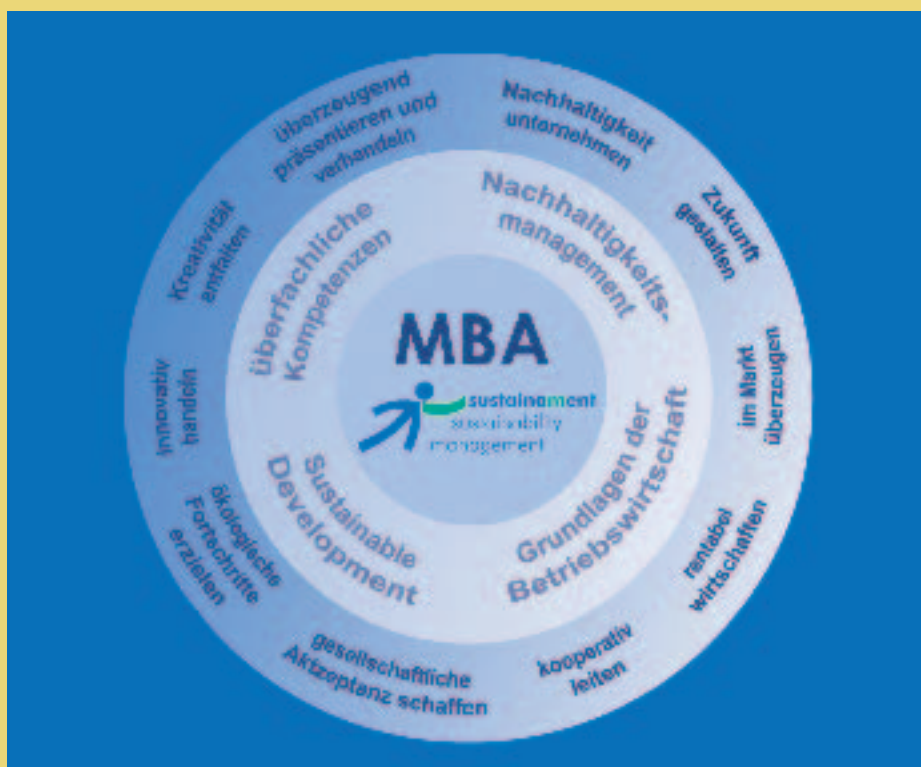 MBA
sustainament
sustainability
management
Nachhaltigkeits-
management
Grundlagen der
Betriebswirtschaft
Sustainable
Development
Überfachliche
Kompetenzen
Nachhaltigkeit
unternehmen
Zukunft
gestalten
im Markt
überzeugen
rentabel
wirtschaften
kooperativ
leiten
gesellschaftliche
Aktzeptanz schaffen
ökologische
Fortschritte
erzielen
Innovativ
handeln
Kreativität
entfalten
überzeugend
präsentieren und
verhandeln